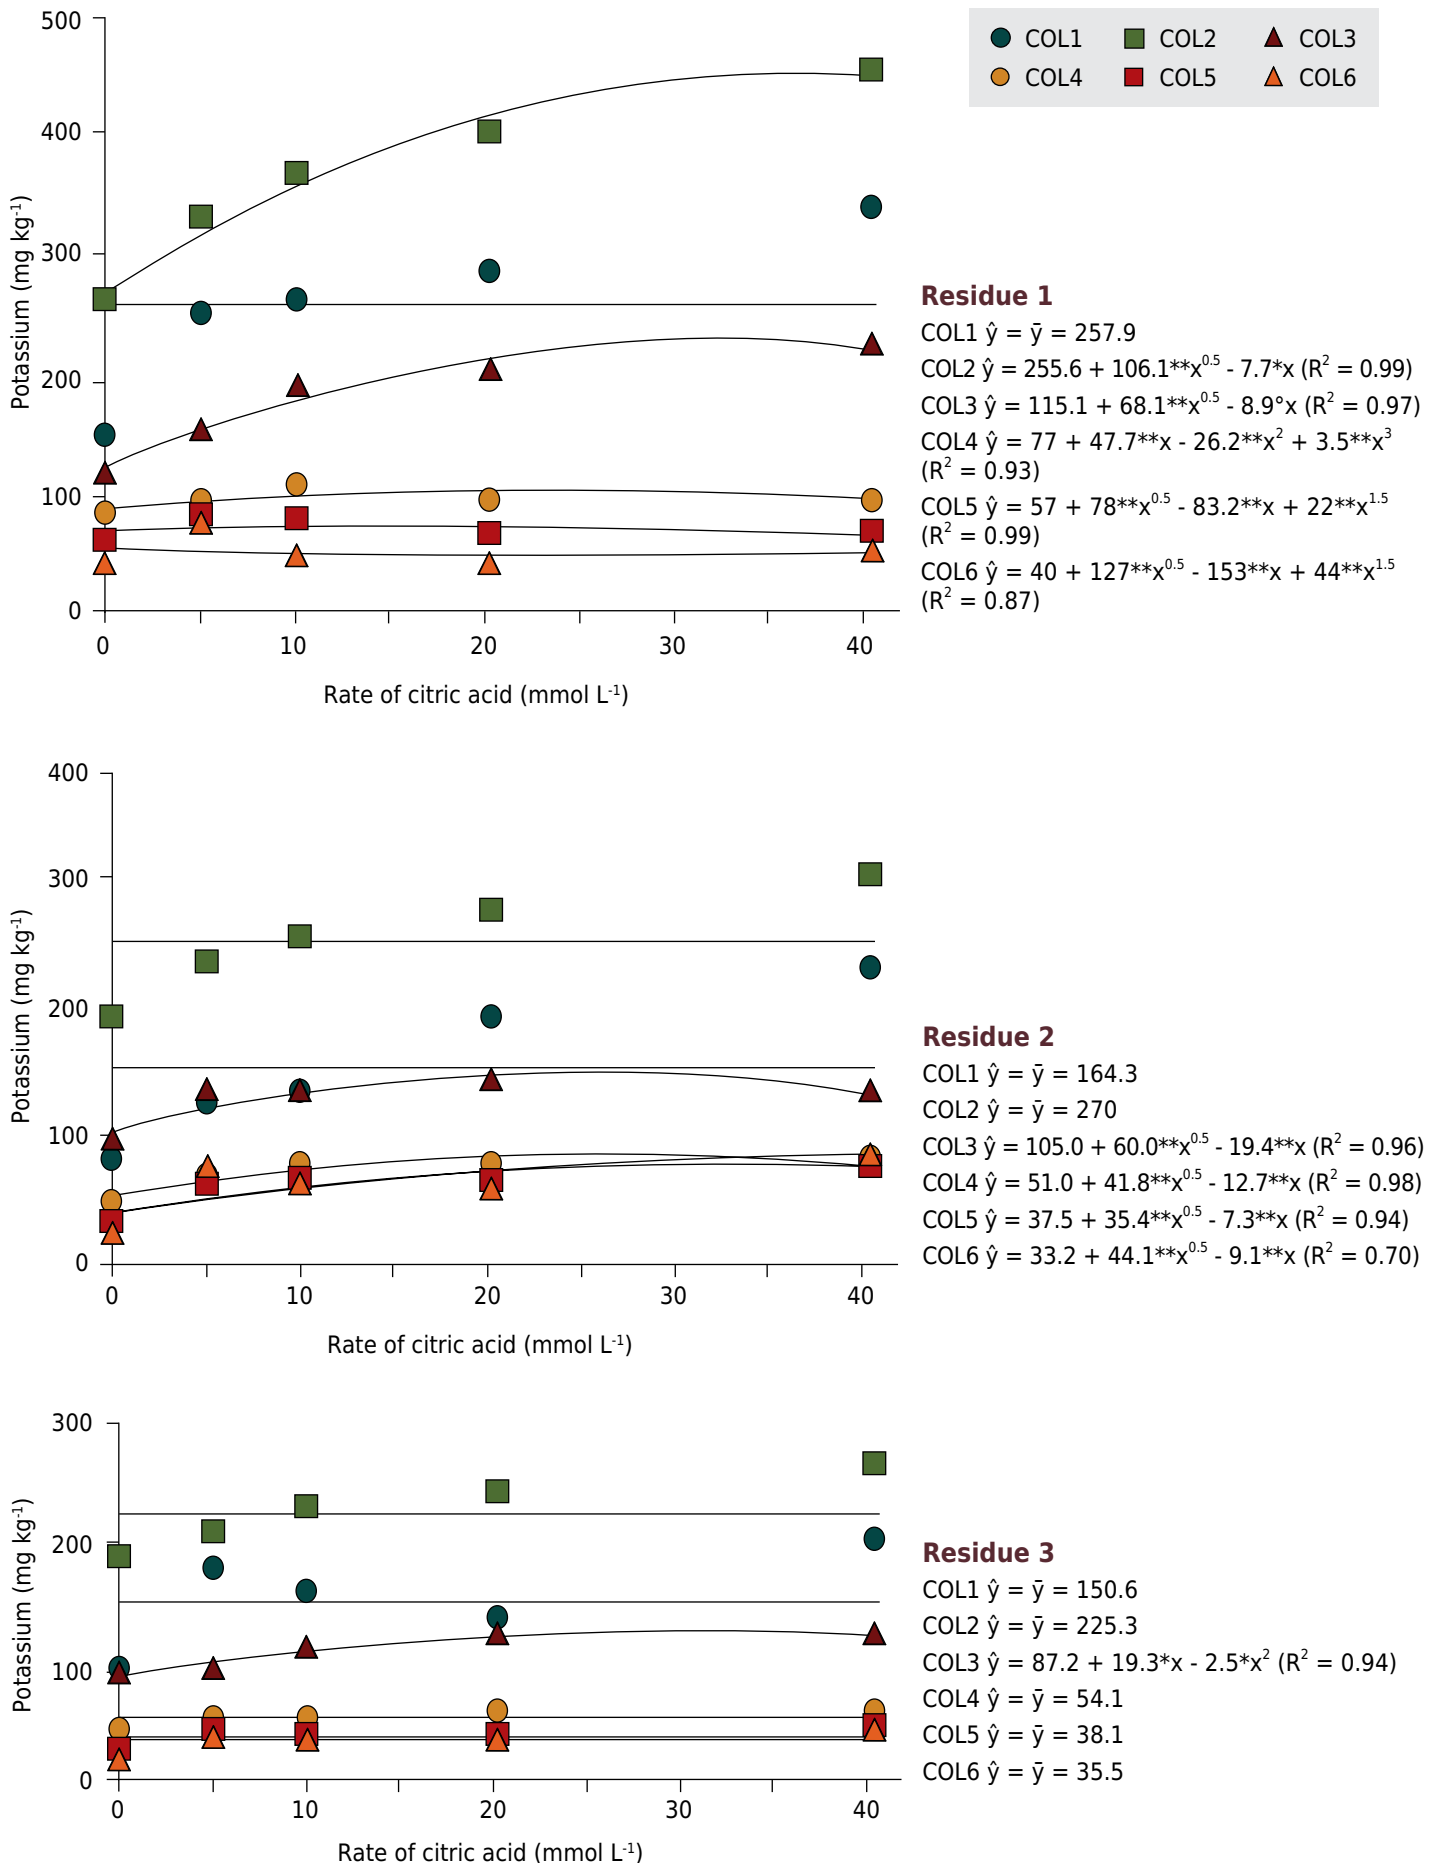 COL1 COL2 COL3
COL4 COL5 COL6
500
400
300
200
100
0
Potassium (mg kg⁻¹)
0 10 20 30 40
Rate of citric acid (mmol L⁻¹)
Residue 1
COL1 ŷ = ȳ = 257.9
COL2 ŷ = 255.6 + 106.1**x⁰·⁵ - 7.7*x (R² = 0.99)
COL3 ŷ = 115.1 + 68.1**x⁰·⁵ - 8.9°x (R² = 0.97)
COL4 ŷ = 77 + 47.7**x - 26.2**x² + 3.5**x³
(R² = 0.93)
COL5 ŷ = 57 + 78**x⁰·⁵ - 83.2**x + 22**x¹·⁵
(R² = 0.99)
COL6 ŷ = 40 + 127**x⁰·⁵ - 153**x + 44**x¹·⁵
(R² = 0.87)
400
300
200
100
0
Potassium (mg kg⁻¹)
0 10 20 30 40
Rate of citric acid (mmol L⁻¹)
Residue 2
COL1 ŷ = ȳ = 164.3
COL2 ŷ = ȳ = 270
COL3 ŷ = 105.0 + 60.0**x⁰·⁵ - 19.4**x (R² = 0.96)
COL4 ŷ = 51.0 + 41.8**x⁰·⁵ - 12.7**x (R² = 0.98)
COL5 ŷ = 37.5 + 35.4**x⁰·⁵ - 7.3**x (R² = 0.94)
COL6 ŷ = 33.2 + 44.1**x⁰·⁵ - 9.1**x (R² = 0.70)
300
200
100
0
Potassium (mg kg⁻¹)
0 10 20 30 40
Rate of citric acid (mmol L⁻¹)
Residue 3
COL1 ŷ = ȳ = 150.6
COL2 ŷ = ȳ = 225.3
COL3 ŷ = 87.2 + 19.3*x - 2.5*x² (R² = 0.94)
COL4 ŷ = ȳ = 54.1
COL5 ŷ = ȳ = 38.1
COL6 ŷ = ȳ = 35.5